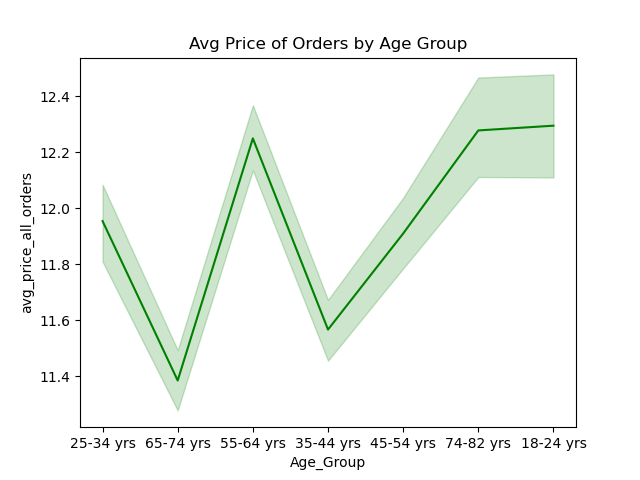 Avg Price of Orders by Age Group
avg_price_all_orders
12.4
12.2
12.0
11.8
11.6
11.4
25-34 yrs 65-74 yrs 55-64 yrs 35-44 yrs 45-54 yrs 74-82 yrs 18-24 yrs
Age_Group